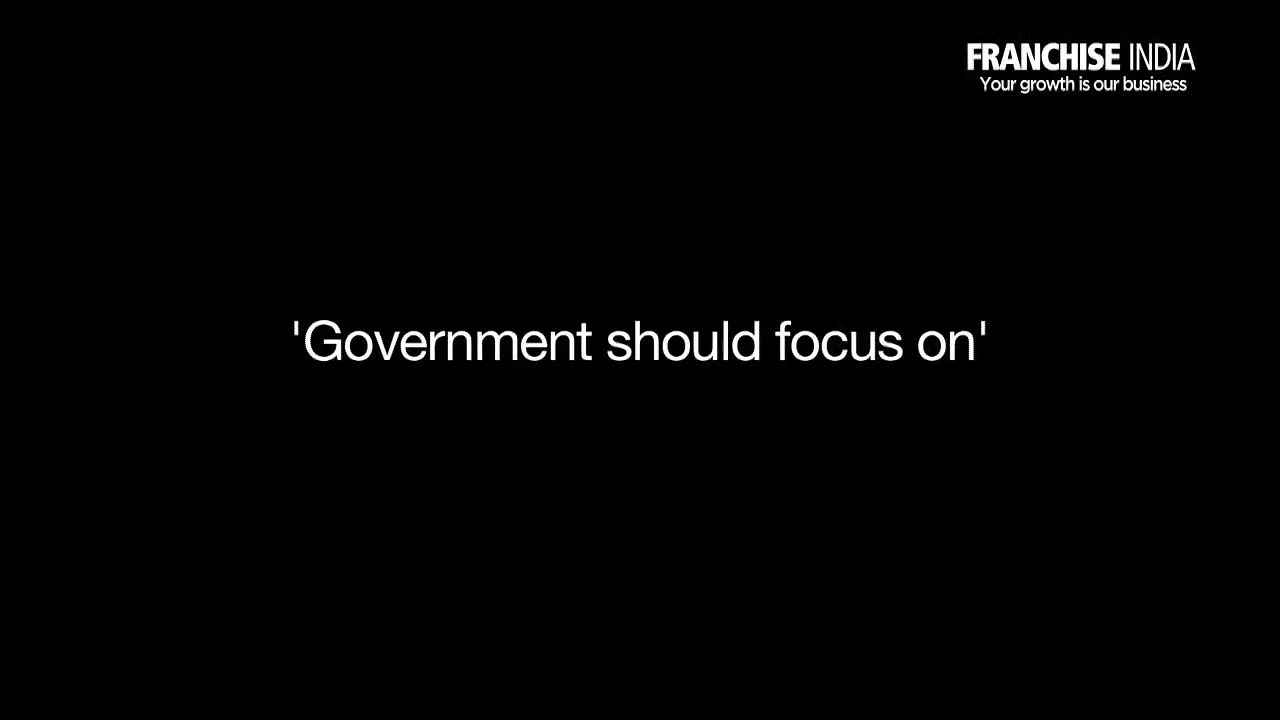 FRANCHISE INDIA
Your growth is our business
'Government should focus on'